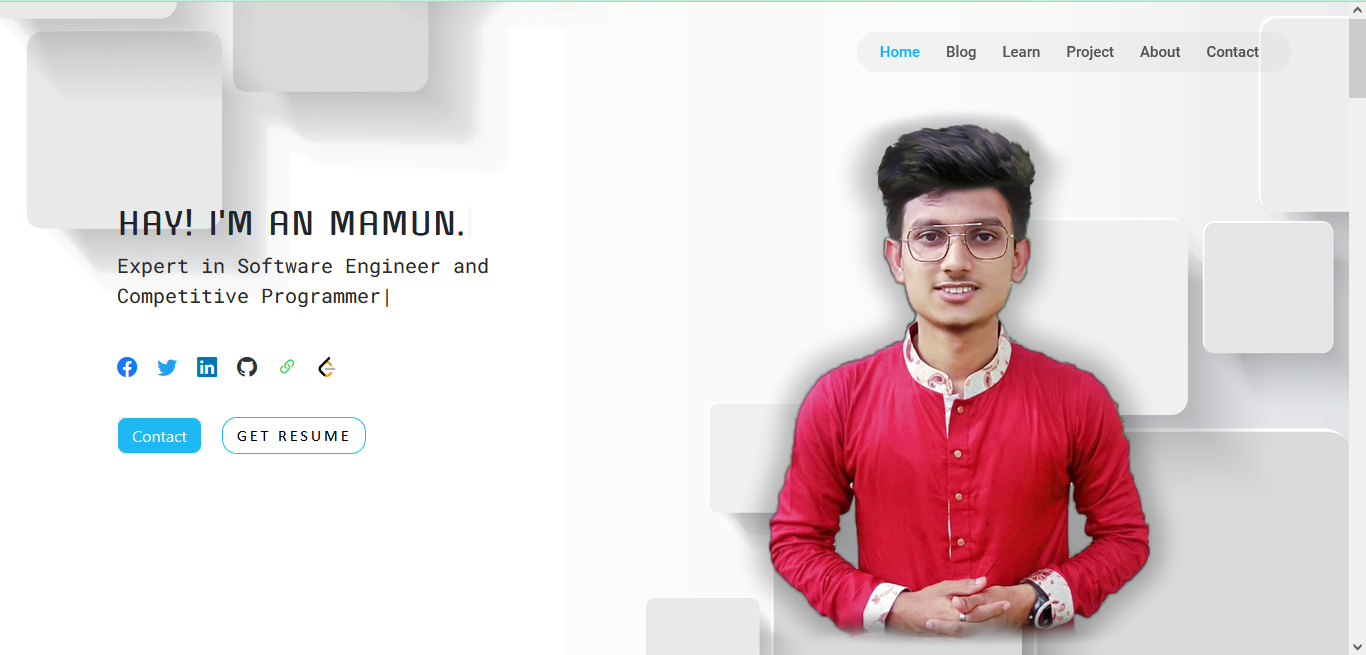 Home Blog Learn Project About Contact
HAY! I'M AN MAMUN.
Expert in Software Engineer and
Competitive Programmer|
Contact GET RESUME